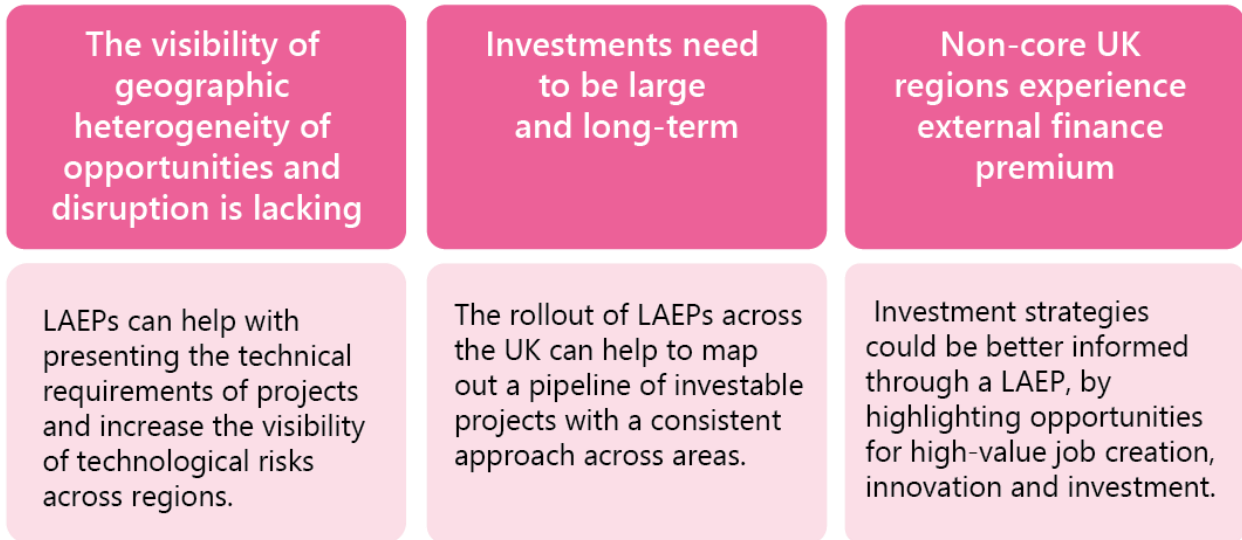 The visibility of
geographic
heterogeneity of
opportunities and
disruption is lacking
Investments need
to be large
and long-term
Non-core UK
regions experience
external finance
premium
LAEPs can help with
presenting the technical
requirements of projects
and increase the visibility
of technological risks
across regions.
The rollout of LAEPs across
the UK can help to map
out a pipeline of investable
projects with a consistent
approach across areas.
Investment strategies
could be better informed
through a LAEP, by
highlighting opportunities
for high-value job creation,
innovation and investment.